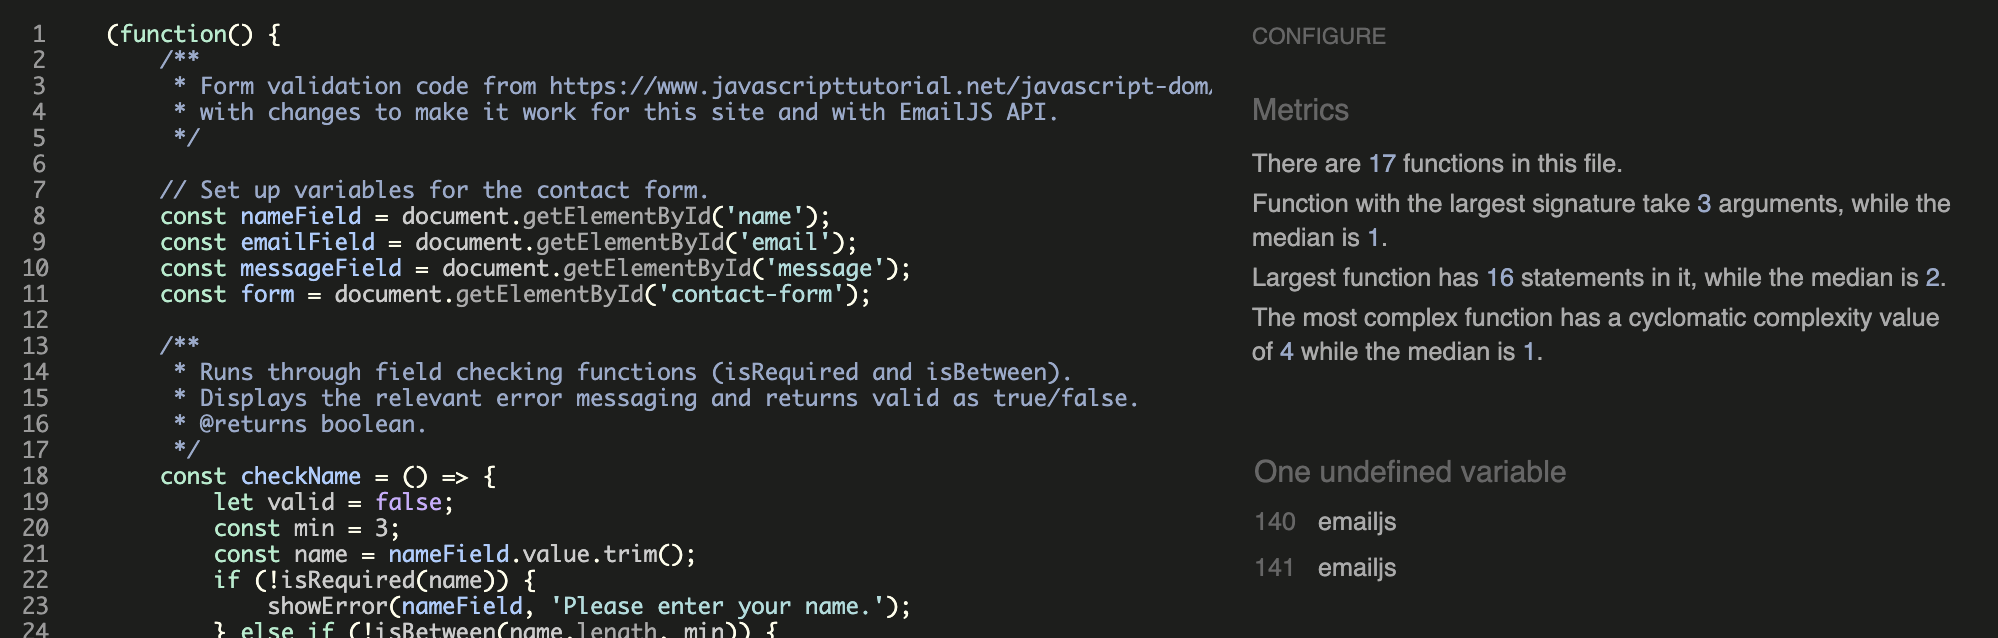 1 (function() {
2 /**
3 * Form validation code from https://www.javascripttutorial.net/javascript-dom/
4 * with changes to make it work for this site and with EmailJS API.
5 */
6
7 // Set up variables for the contact form.
8 const nameField = document.getElementById('name');
9 const emailField = document.getElementById('email');
10 const messageField = document.getElementById('message');
11 const form = document.getElementById('contact-form');
12
13 /**
14 * Runs through field checking functions (isRequired and isBetween).
15 * Displays the relevant error messaging and returns valid as true/false.
16 * @returns boolean.
17 */
18 const checkName = () => {
19 let valid = false;
20 const min = 3;
21 const name = nameField.value.trim();
22 if (!isRequired(name)) {
23 showError(nameField, 'Please enter your name.');
24 } else if (!isBetween(name.length, min)) {
CONFIGURE
Metrics
There are 17 functions in this file.
Function with the largest signature take 3 arguments, while the
median is 1.
Largest function has 16 statements in it, while the median is 2.
The most complex function has a cyclomatic complexity value
of 4 while the median is 1.
One undefined variable
140 emailjs
141 emailjs